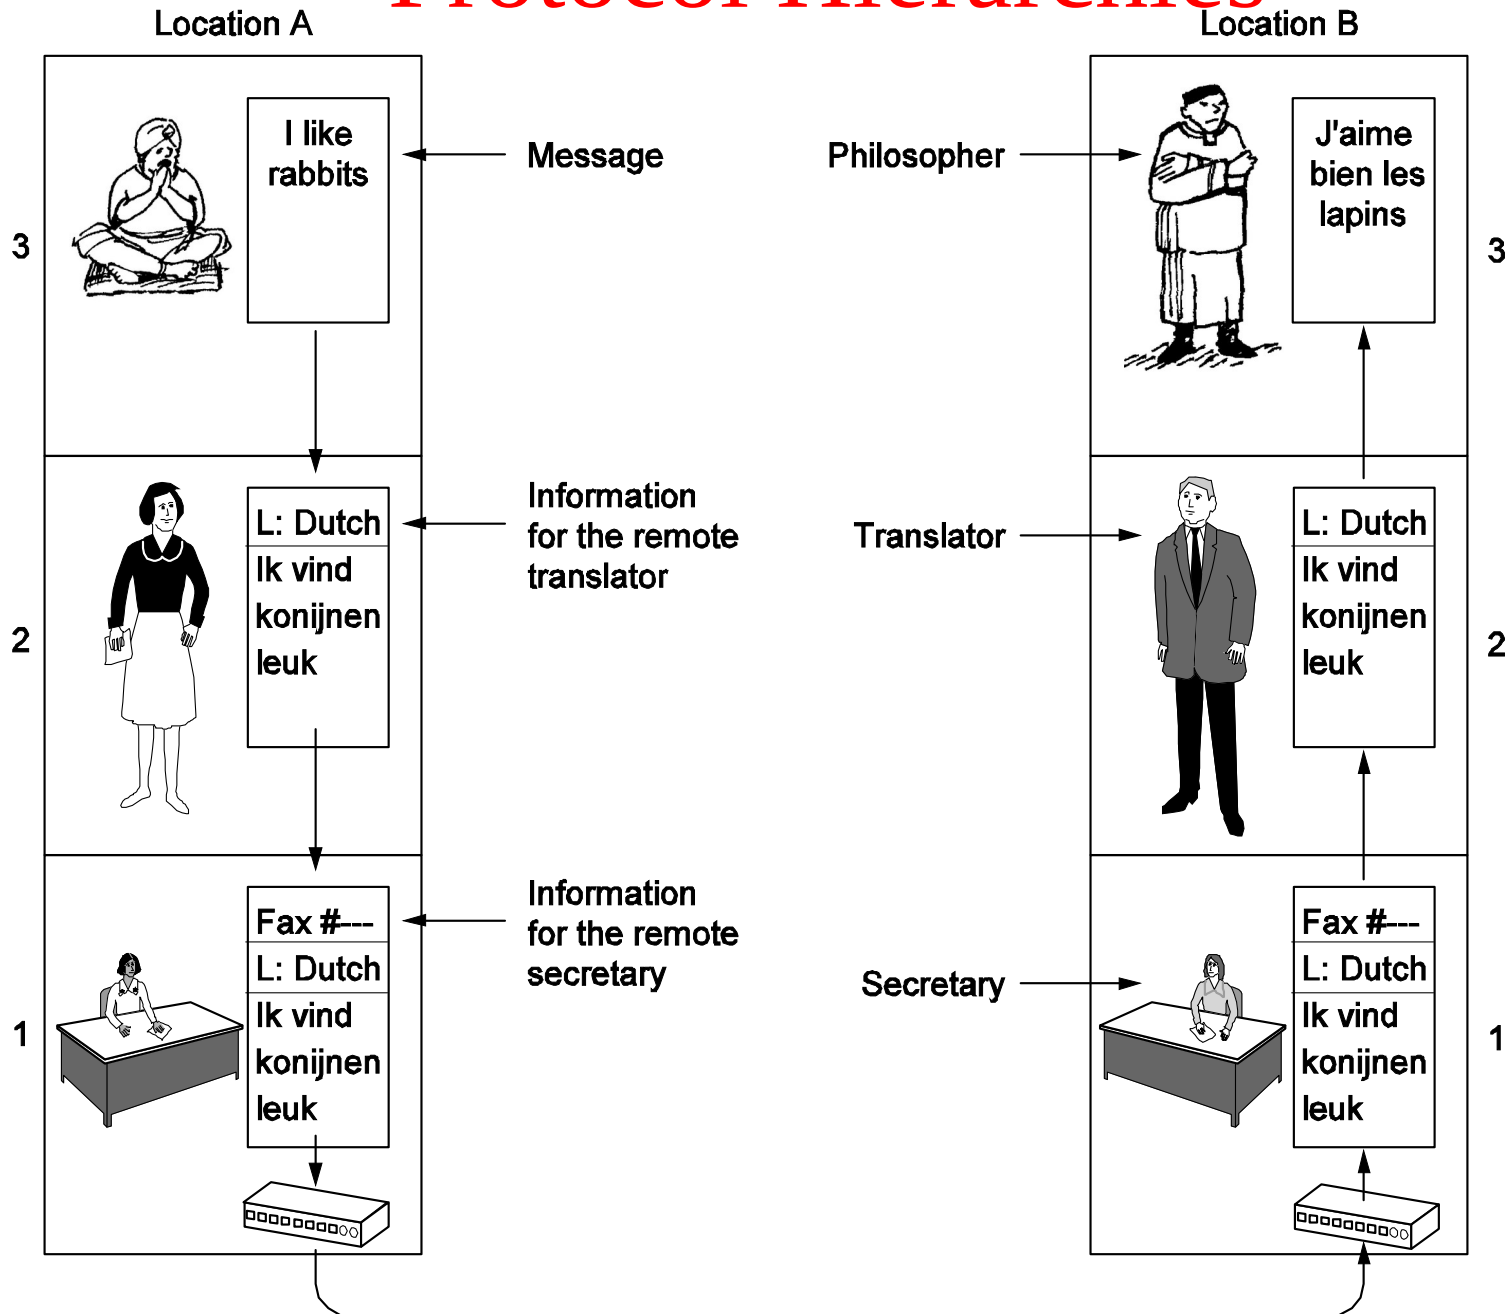 Protocol Hierarchies
Location A
Location B
I like
rabbits
Message
Philosopher
J'aime
bien les
lapins
3
3
L: Dutch
Ik vind
konijnen
leuk
Information
for the remote
translator
Translator
L: Dutch
Ik vind
konijnen
leuk
2
2
Fax #---
L: Dutch
Ik vind
konijnen
leuk
Information
for the remote
secretary
Secretary
Fax #---
L: Dutch
Ik vind
konijnen
leuk
1
1